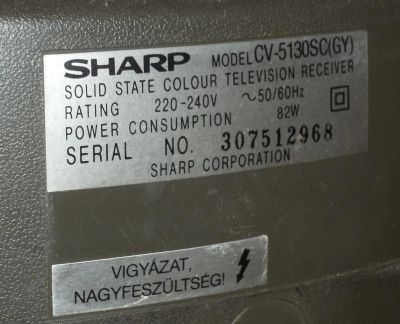 SHARP MODEL CV-5130SC(GY)
SOLID STATE COLOUR TELEVISION RECEIVER
RATING 220-240V ~50/60Hz
POWER CONSUMPTION 82W
SERIAL NO. 307512968
SHARP CORPORATION
VIGYÁZAT,
NAGYFESZÜLTSÉG!